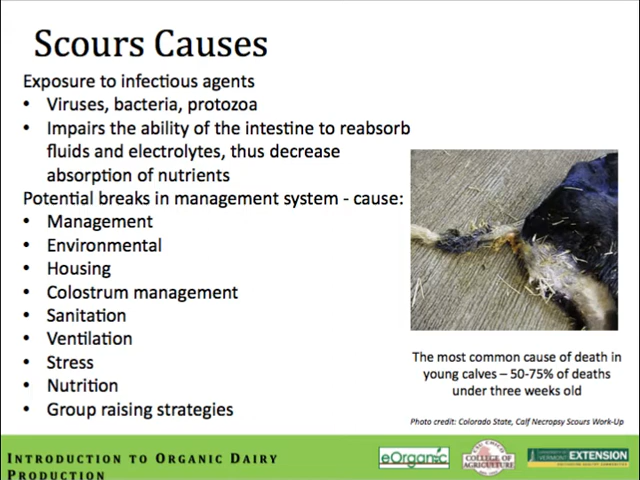 Scours Causes
Exposure to infectious agents
• Viruses, bacteria, protozoa
• Impairs the ability of the intestine to reabsorb
fluids and electrolytes, thus decrease
absorption of nutrients
Potential breaks in management system - cause:
• Management
• Environmental
• Housing
• Colostrum management
• Sanitation
• Ventilation
• Stress
• Nutrition
• Group raising strategies
The most common cause of death in
young calves – 50-75% of deaths
under three weeks old
Photo credit: Colorado State, Calf Necropsy Scours Work-Up
INTRODUCTION TO ORGANIC DAIRY
PRODUCTION
eOrganic
COLLEGE OF
AGRICULTURE
VERMONT EXTENSION